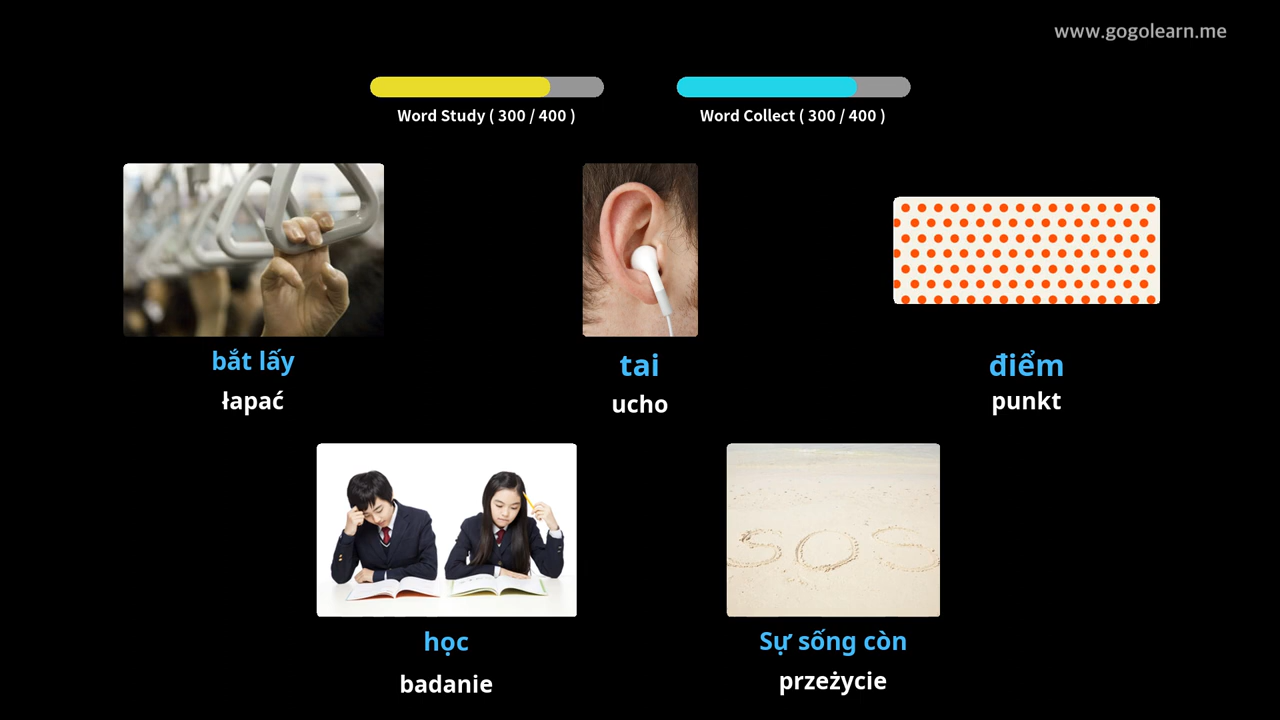 www.gogolearn.me
Word Study ( 300 / 400 )
Word Collect ( 300 / 400 )
bắt lấy
łapać
tai
ucho
điểm
punkt
SOS
học
badanie
Sự sống còn
przeżycie